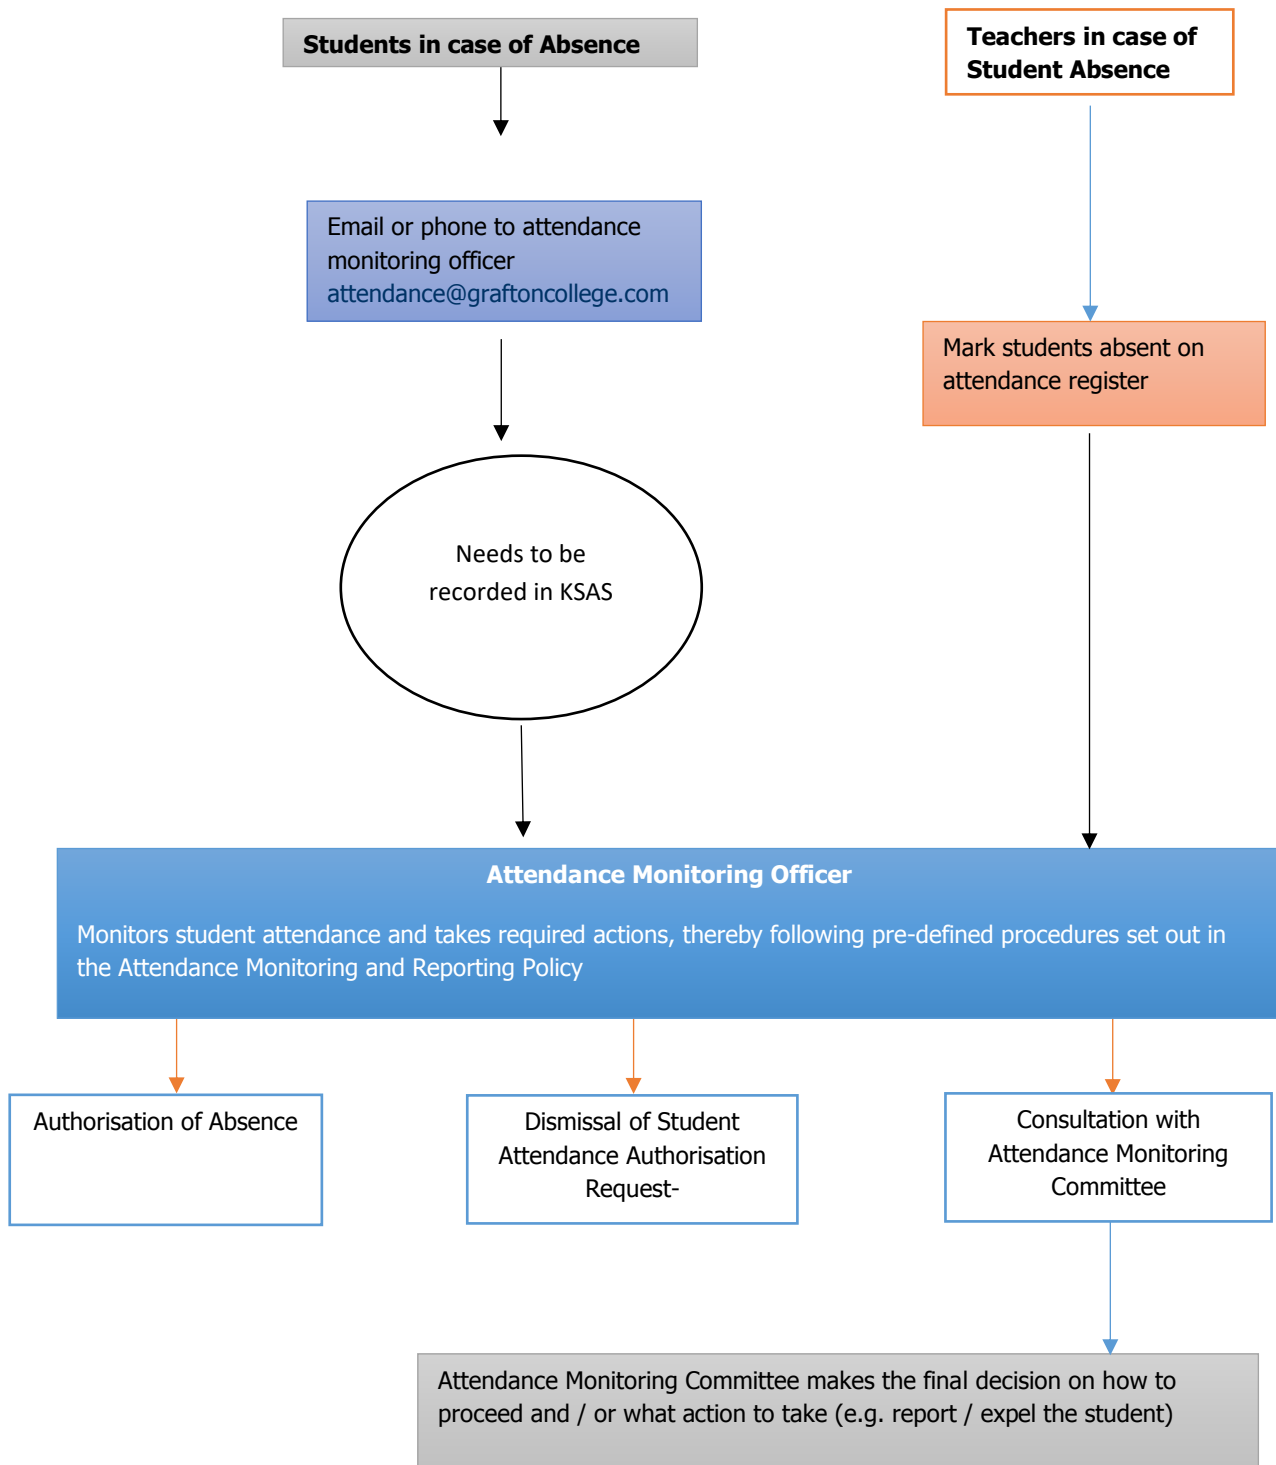 Students in case of Absence
Teachers in case of
Student Absence
Email or phone to attendance
monitoring officer
attendance@graftoncollege.com
Mark students absent on
attendance register
Needs to be
recorded in KSAS
Attendance Monitoring Officer
Monitors student attendance and takes required actions, thereby following pre-defined procedures set out in
the Attendance Monitoring and Reporting Policy
Authorisation of Absence
Dismissal of Student
Attendance Authorisation
Request-
Consultation with
Attendance Monitoring
Committee
Attendance Monitoring Committee makes the final decision on how to
proceed and / or what action to take (e.g. report / expel the student)